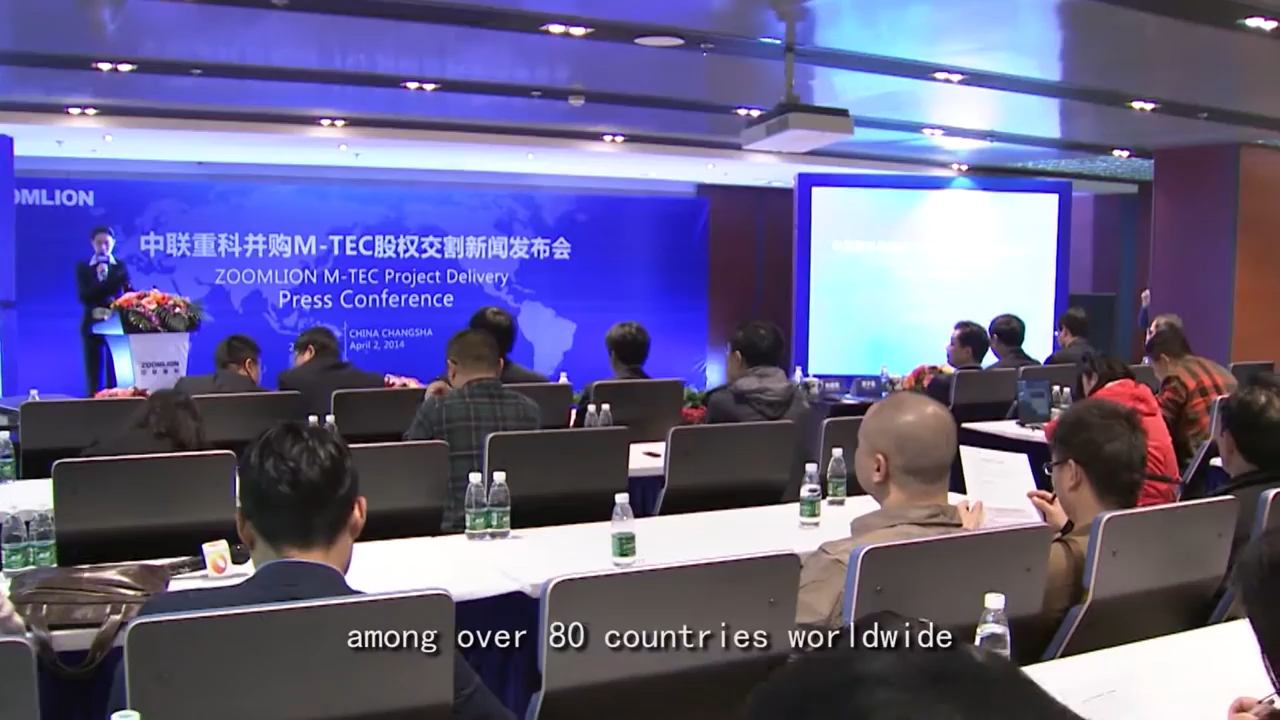 OMLION
中联重科并购M-TEC股权交割新闻发布会
ZOOMLION M-TEC Project Delivery
Press Conference
CHINA CHANGSHA
April 2, 2014
ZOOMLION
among over 80 countries worldwide